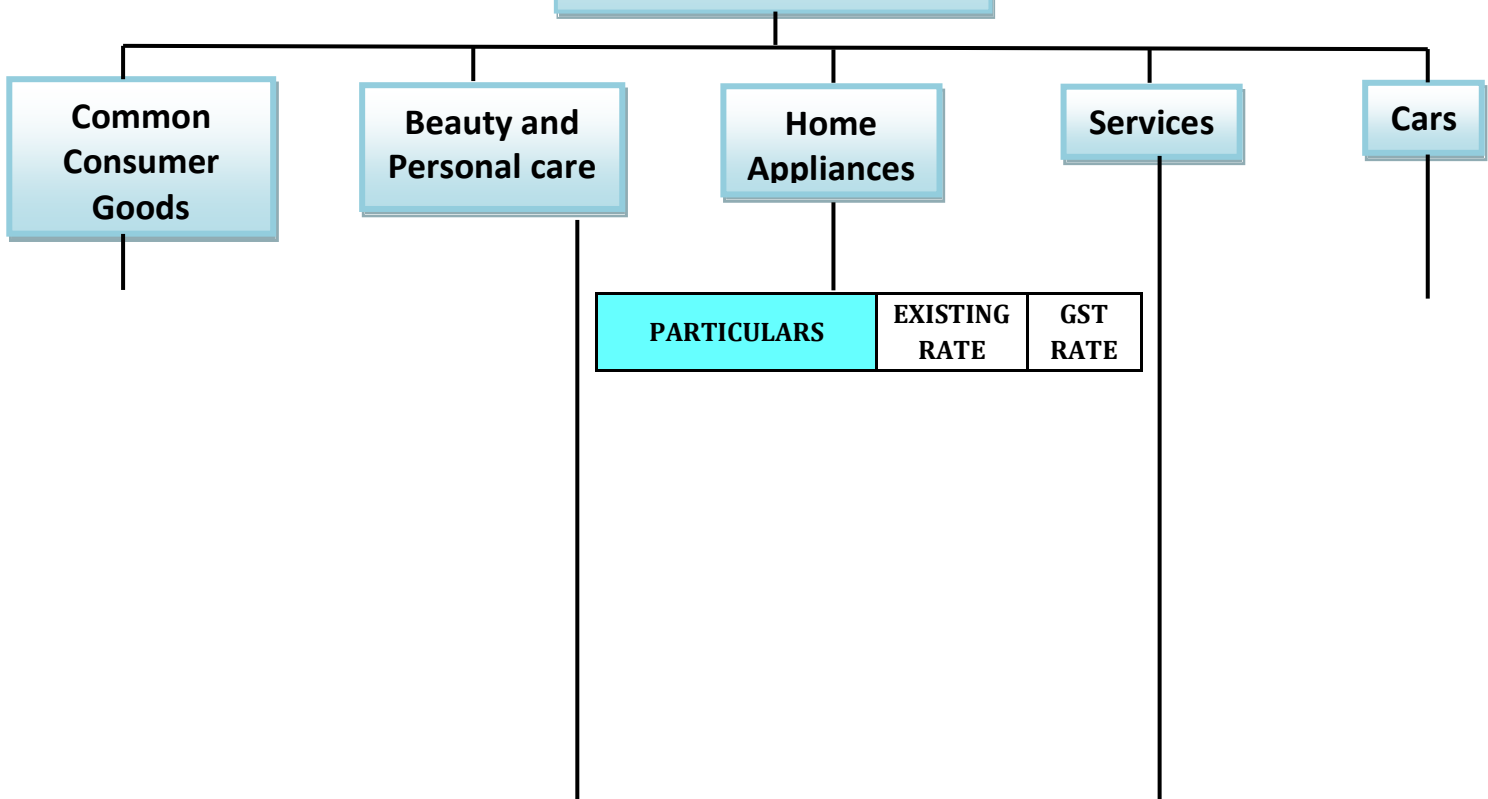 Common
Consumer
Goods
Beauty and
Personal care
Home
Appliances
Services
Cars
PARTICULARS
EXISTING
RATE
GST
RATE